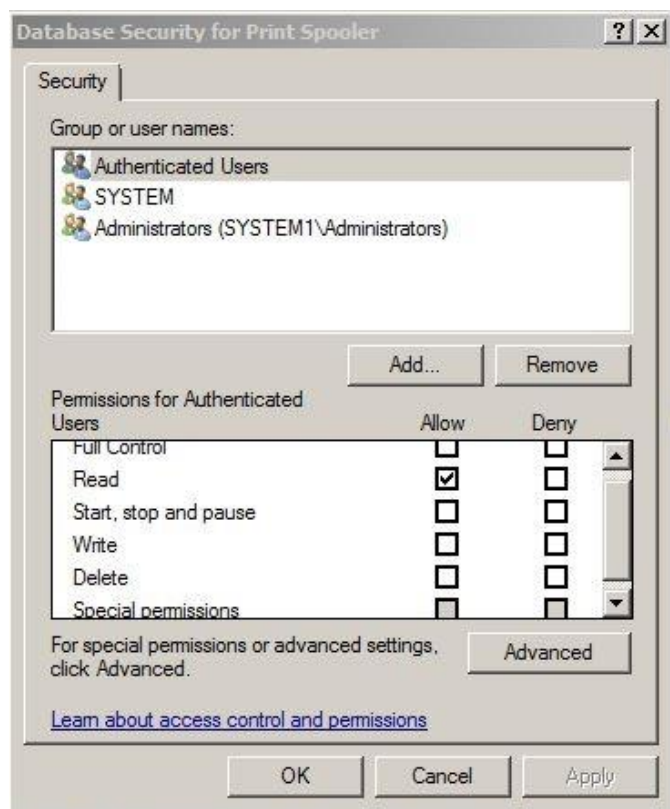 Database Security for Print Spooler
Security
Group or user names:
Authenticated Users
SYSTEM
Administrators (SYSTEM1\Administrators)
Add... Remove
Permissions for Authenticated
Users Allow Deny
Full Control
Read
Start, stop and pause
Write
Delete
Special permissions
For special permissions or advanced settings,
click Advanced.
Advanced
Learn about access control and permissions
OK Cancel Apply